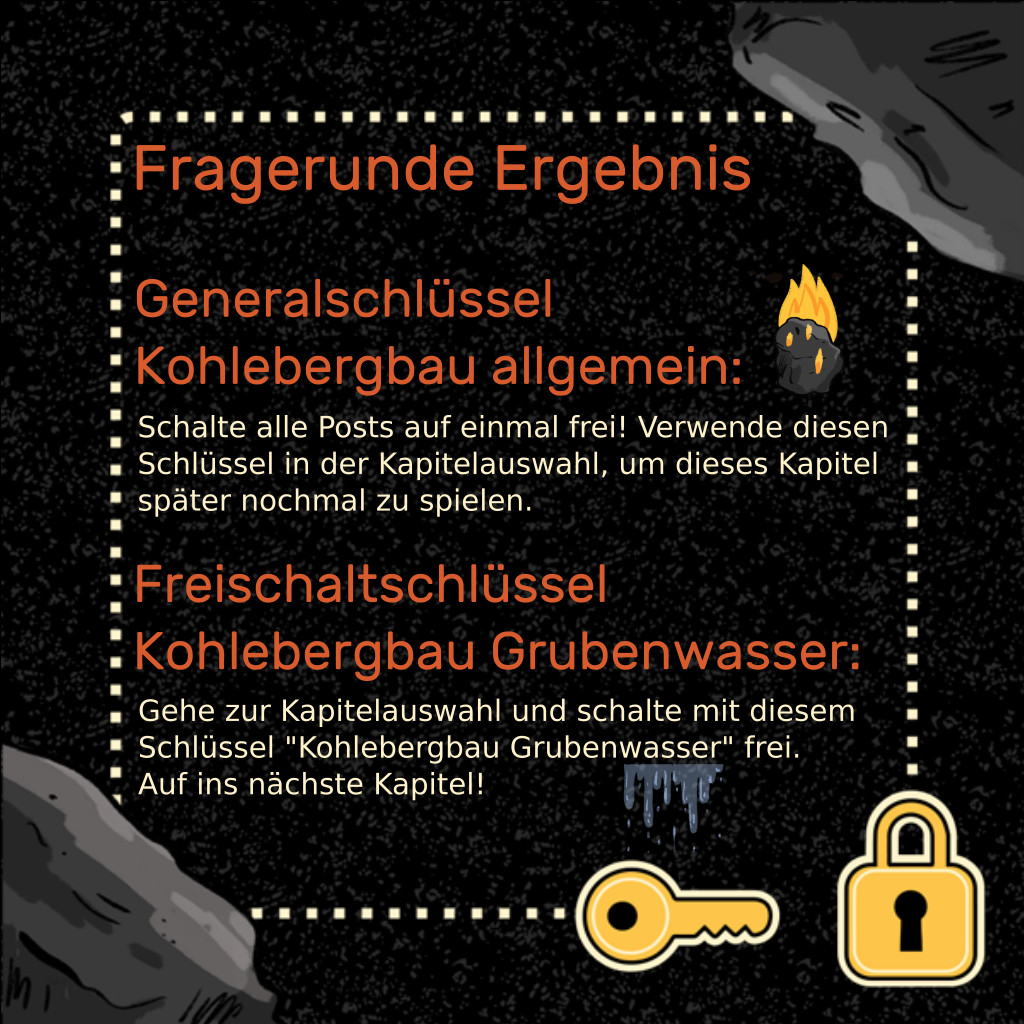 Fragerunde Ergebnis
Generalschlüssel
Kohlebergbau allgemein:
Schalte alle Posts auf einmal frei! Verwende diesen
Schlüssel in der Kapitelauswahl, um dieses Kapitel
später nochmal zu spielen.
Freischaltschlüssel
Kohlebergbau Grubenwasser:
Gehe zur Kapitelauswahl und schalte mit diesem
Schlüssel "Kohlebergbau Grubenwasser" frei.
Auf ins nächste Kapitel!